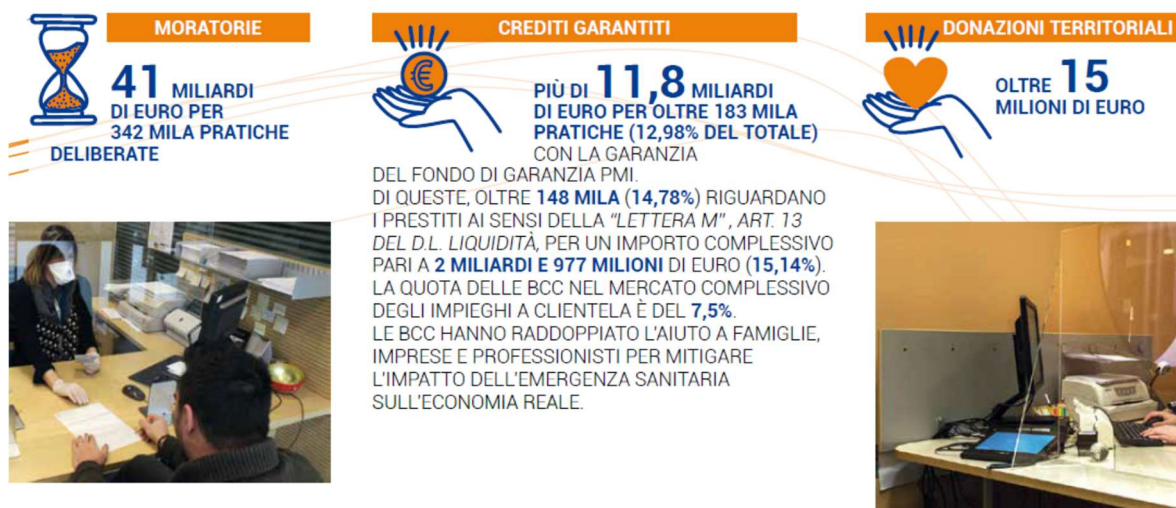 MORATORIE
41 MILIARDI
DI EURO PER
342 MILA PRATICHE
DELIBERATE
CREDITI GARANTITI
PIÙ DI 11,8 MILIARDI
DI EURO PER OLTRE 183 MILA
PRATICHE (12,98% DEL TOTALE)
CON LA GARANZIA
DEL FONDO DI GARANZIA PMI.
DI QUESTE, OLTRE 148 MILA (14,78%) RIGUARDANO
I PRESTITI AI SENSI DELLA "LETTERA M" , ART. 13
DEL D.L. LIQUIDITÀ, PER UN IMPORTO COMPLESSIVO
PARI A 2 MILIARDI E 977 MILIONI DI EURO (15,14%).
LA QUOTA DELLE BCC NEL MERCATO COMPLESSIVO
DEGLI IMPIEGHI A CLIENTELA È DEL 7,5%.
LE BCC HANNO RADDOPPIATO L'AIUTO A FAMIGLIE,
IMPRESE E PROFESSIONISTI PER MITIGARE
L'IMPATTO DELL'EMERGENZA SANITARIA
SULL'ECONOMIA REALE.
DONAZIONI TERRITORIALI
OLTRE 15
MILIONI DI EURO